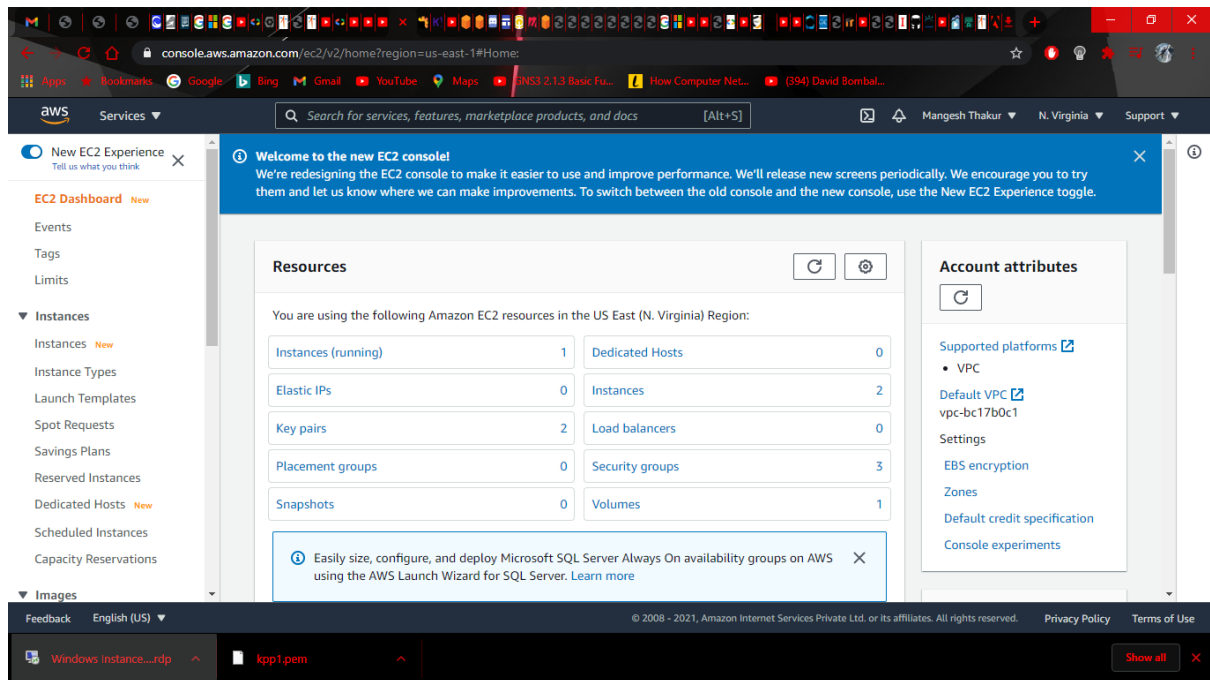 console.aws.amazon.com/ec2/v2/home?region=us-east-1#Home:
Apps Bookmarks Google Bing Gmail YouTube Maps GNS3 2.1.3 Basic Fu... How Computer Net... (394) David Bombal...
aws Services Search for services, features, marketplace products, and docs [Alt+S] Mangesh Thakur N. Virginia Support
New EC2 Experience
Tell us what you think
EC2 Dashboard New
Events
Tags
Limits
Instances
Instances New
Instance Types
Launch Templates
Spot Requests
Savings Plans
Reserved Instances
Dedicated Hosts New
Scheduled Instances
Capacity Reservations
Images
Welcome to the new EC2 console!
We're redesigning the EC2 console to make it easier to use and improve performance. We'll release new screens periodically. We encourage you to try
them and let us know where we can make improvements. To switch between the old console and the new console, use the New EC2 Experience toggle.
Resources
You are using the following Amazon EC2 resources in the US East (N. Virginia) Region:
Instances (running) 1 Dedicated Hosts 0
Elastic IPs 0 Instances 2
Key pairs 2 Load balancers 0
Placement groups 0 Security groups 3
Snapshots 0 Volumes 1
Easily size, configure, and deploy Microsoft SQL Server Always On availability groups on AWS
using the AWS Launch Wizard for SQL Server. Learn more
Account attributes
Supported platforms
• VPC
Default VPC
vpc-bc17b0c1
Settings
EBS encryption
Zones
Default credit specification
Console experiments
Feedback English (US) © 2008 - 2021, Amazon Internet Services Private Ltd. or its affiliates. All rights reserved. Privacy Policy Terms of Use
Windows Instance....rdp kpp1.pem Show all